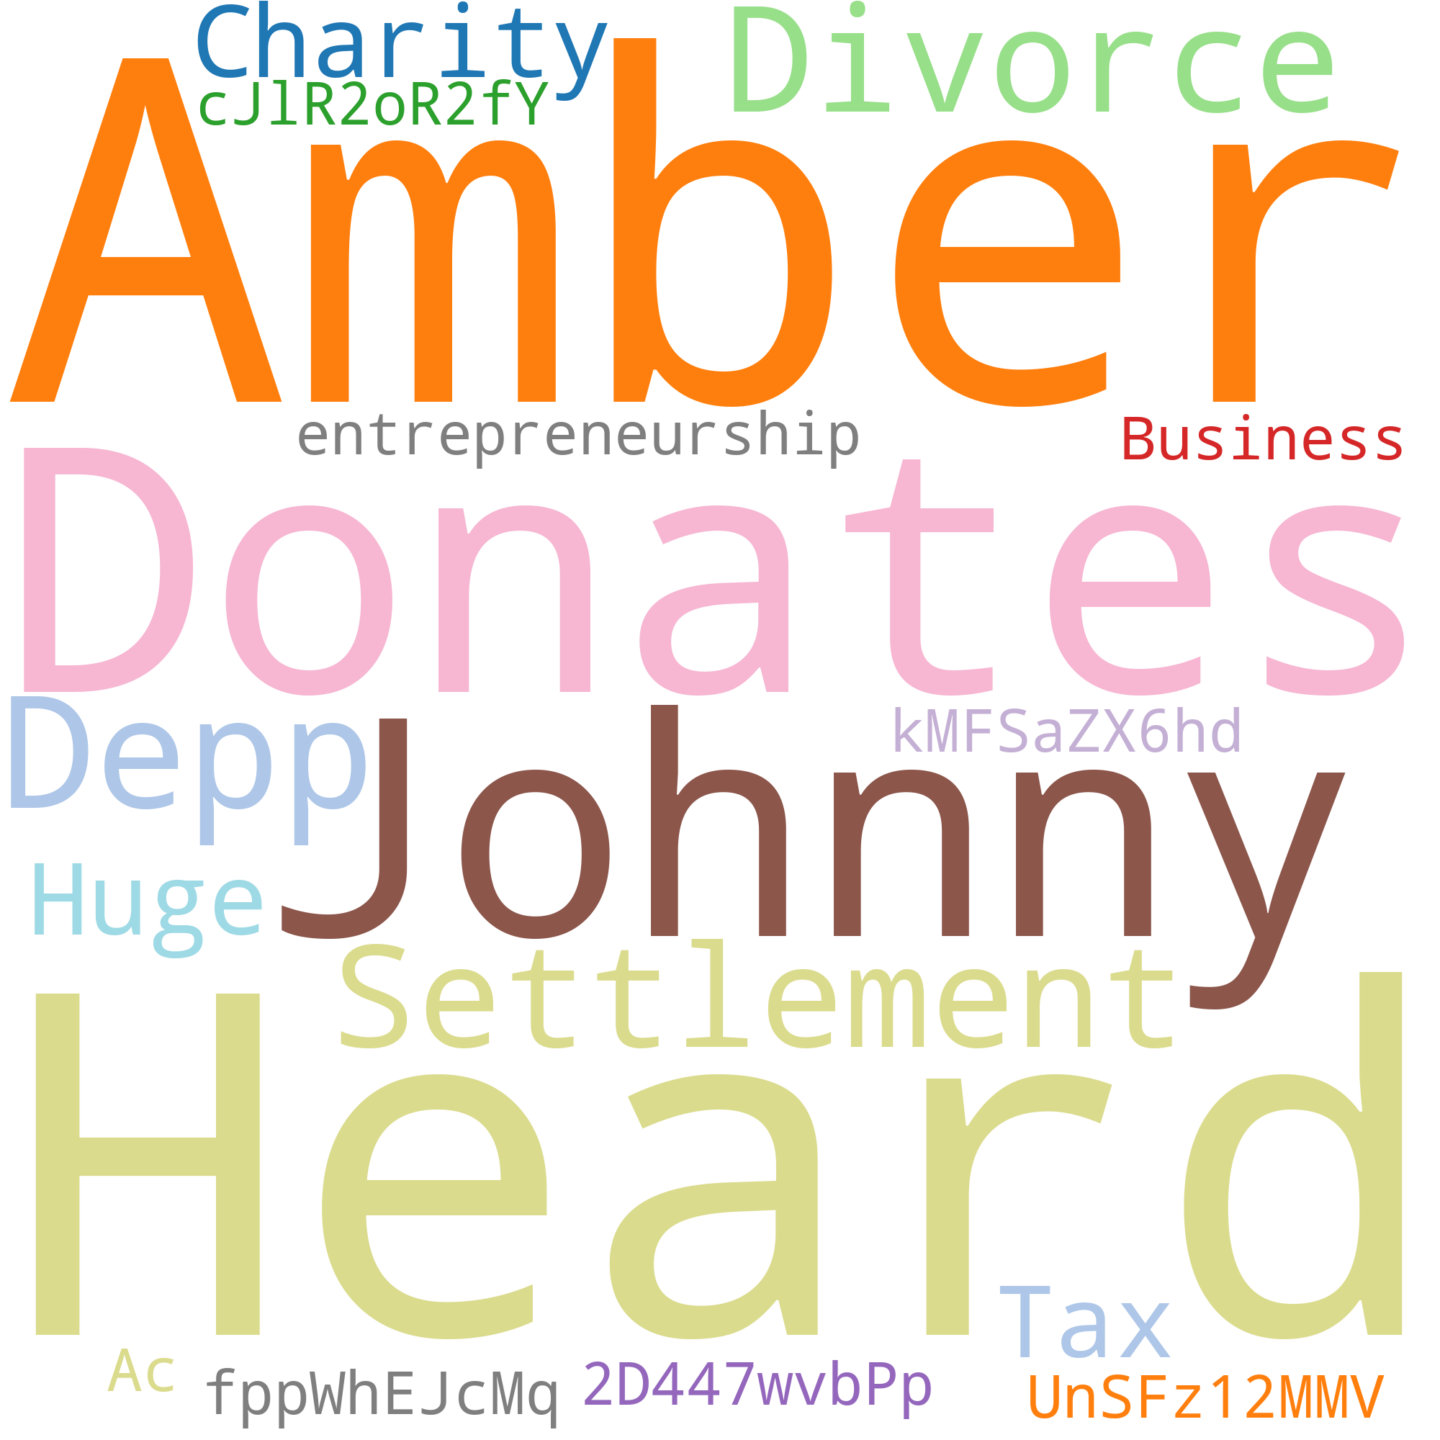 Charity Divorce
cJlR2oR2fY
Amber
entrepreneurship Business
Donates
Depp kMFSaZX6hd
Johnny
Huge
Settlement
Heard
Tax
Ac fppWhEJcMq 2D447wvbPp UnSFz12MMV